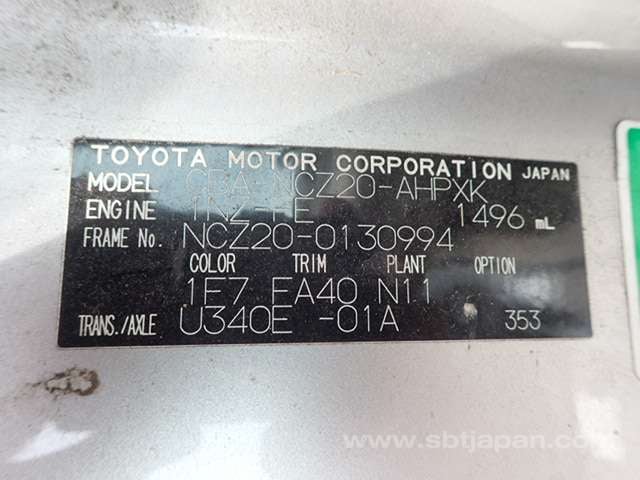 TOYOTA MOTOR CORPORATION JAPAN
MODEL CBA-NCZ20-AHPXK
ENGINE 1NZ-FE 1496 mL
FRAME No. NCZ20-0130994
COLOR TRIM PLANT OPTION
1E7 FA40 N11
TRANS./AXLE U340E -01A 353
www.sbtjapan.com